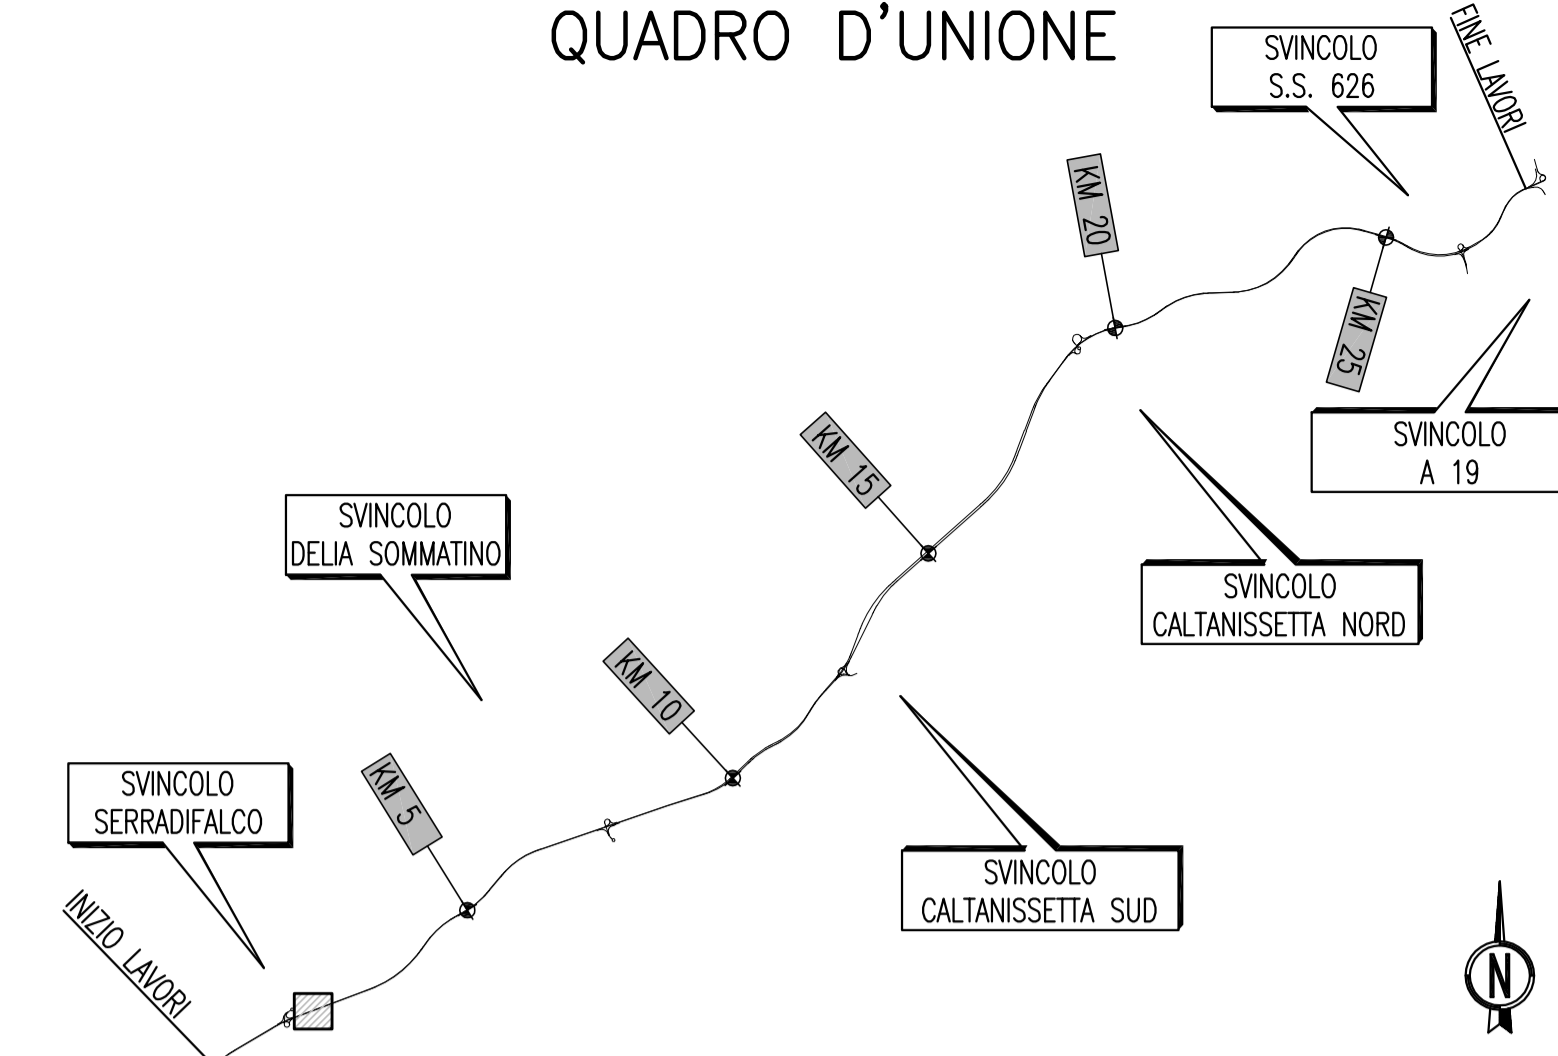 QUADRO D'UNIONE
SVINCOLO
S.S. 626
FINE LAVORI
KM 20
KM 25
SVINCOLO
A 19
KM 15
SVINCOLO
DELIA SOMMATINO
SVINCOLO
CALTANISSETTA NORD
KM 10
KM 5
SVINCOLO
SERRADIFALCO
SVINCOLO
CALTANISSETTA SUD
INIZIO LAVORI
N